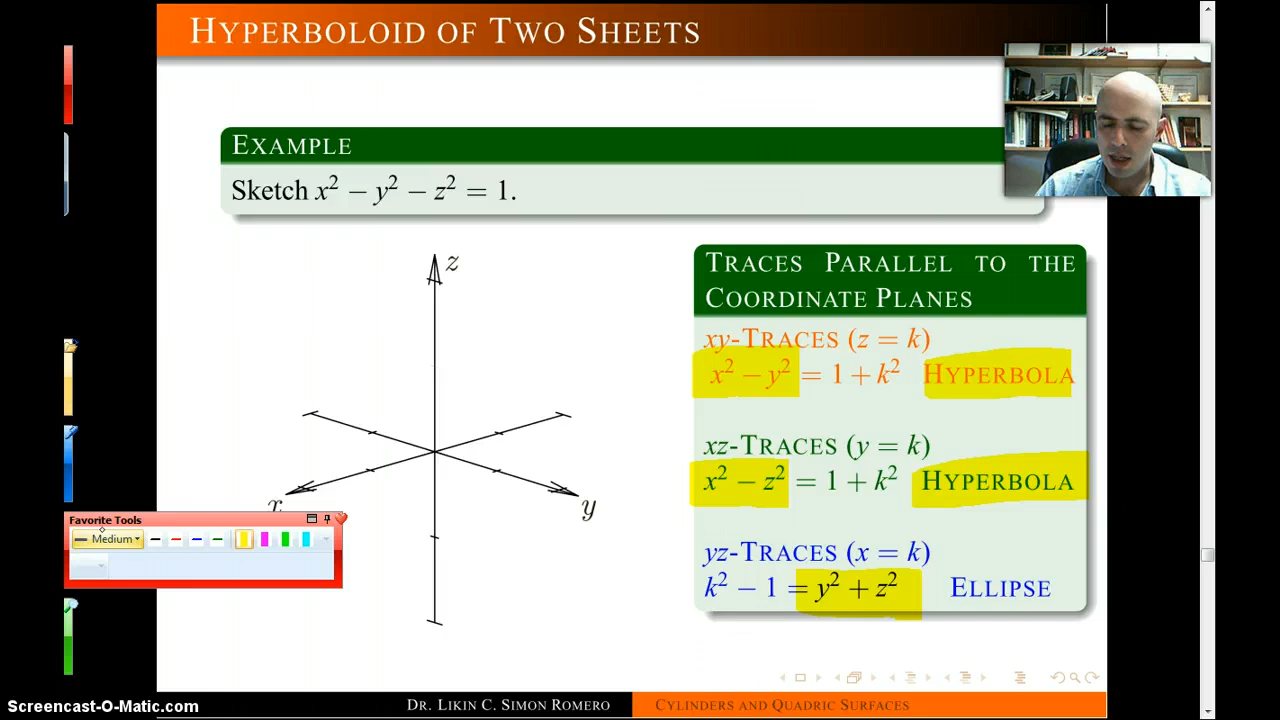 HYPERBOLOID OF TWO SHEETS
EXAMPLE
Sketch x² − y² − z² = 1.
z
x
y
TRACES PARALLEL TO THE
COORDINATE PLANES
xy-TRACES (z = k)
x² − y² = 1 + k² HYPERBOLA
xz-TRACES (y = k)
x² − z² = 1 + k² HYPERBOLA
yz-TRACES (x = k)
k² − 1 = y² + z² ELLIPSE
Favorite Tools
Medium
Screencast-O-Matic.com
DR. LIKIN C. SIMON ROMERO
CYLINDERS AND QUADRIC SURFACES